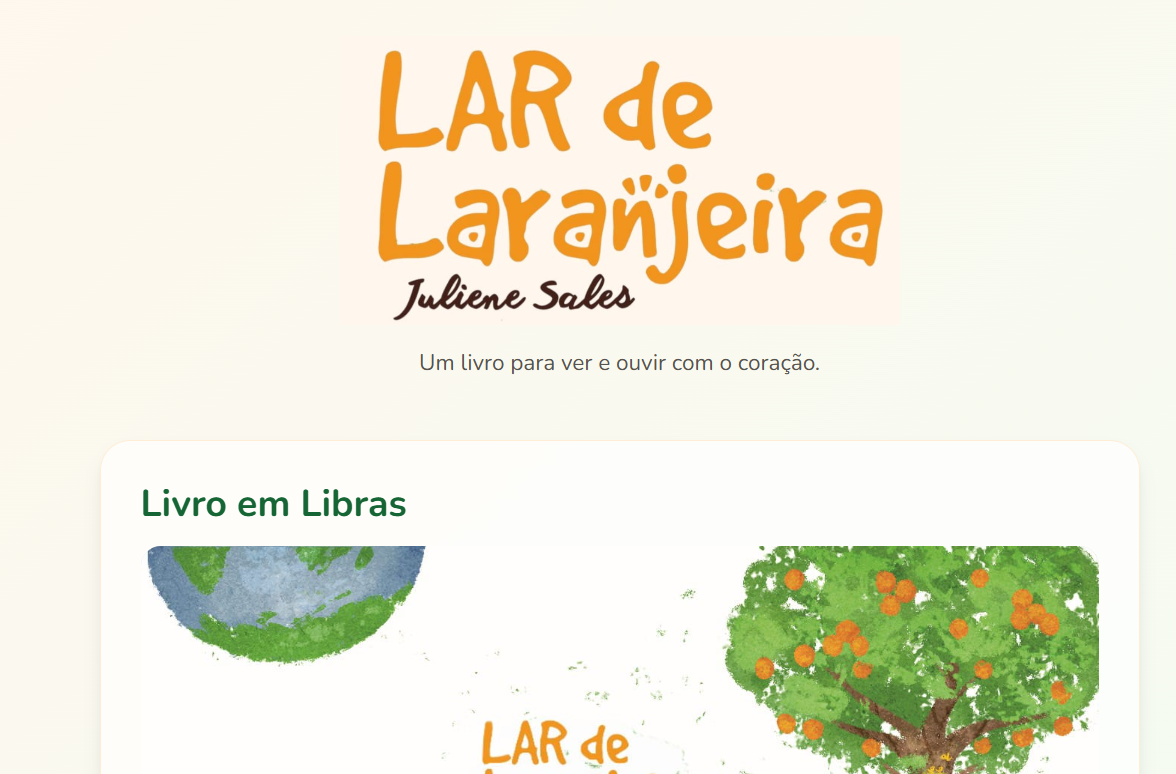 LAR de
Laranjeira
Juliene Sales
Um livro para ver e ouvir com o coração.
Livro em Libras
LAR de